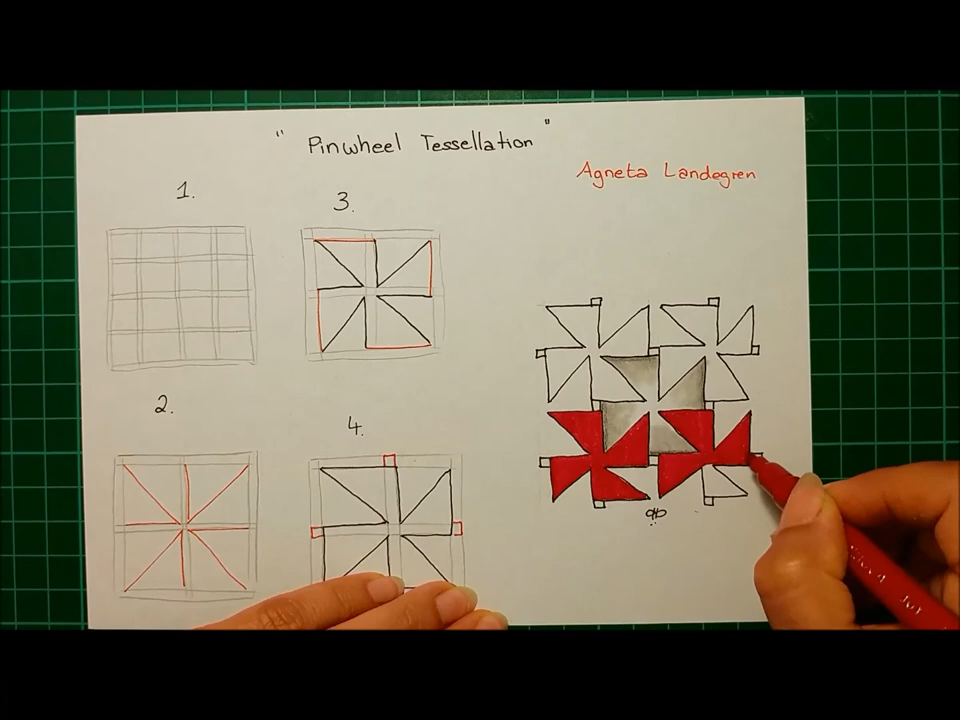 " Pinwheel Tessellation "
Agneta Landegren
1.
3.
2.
4.